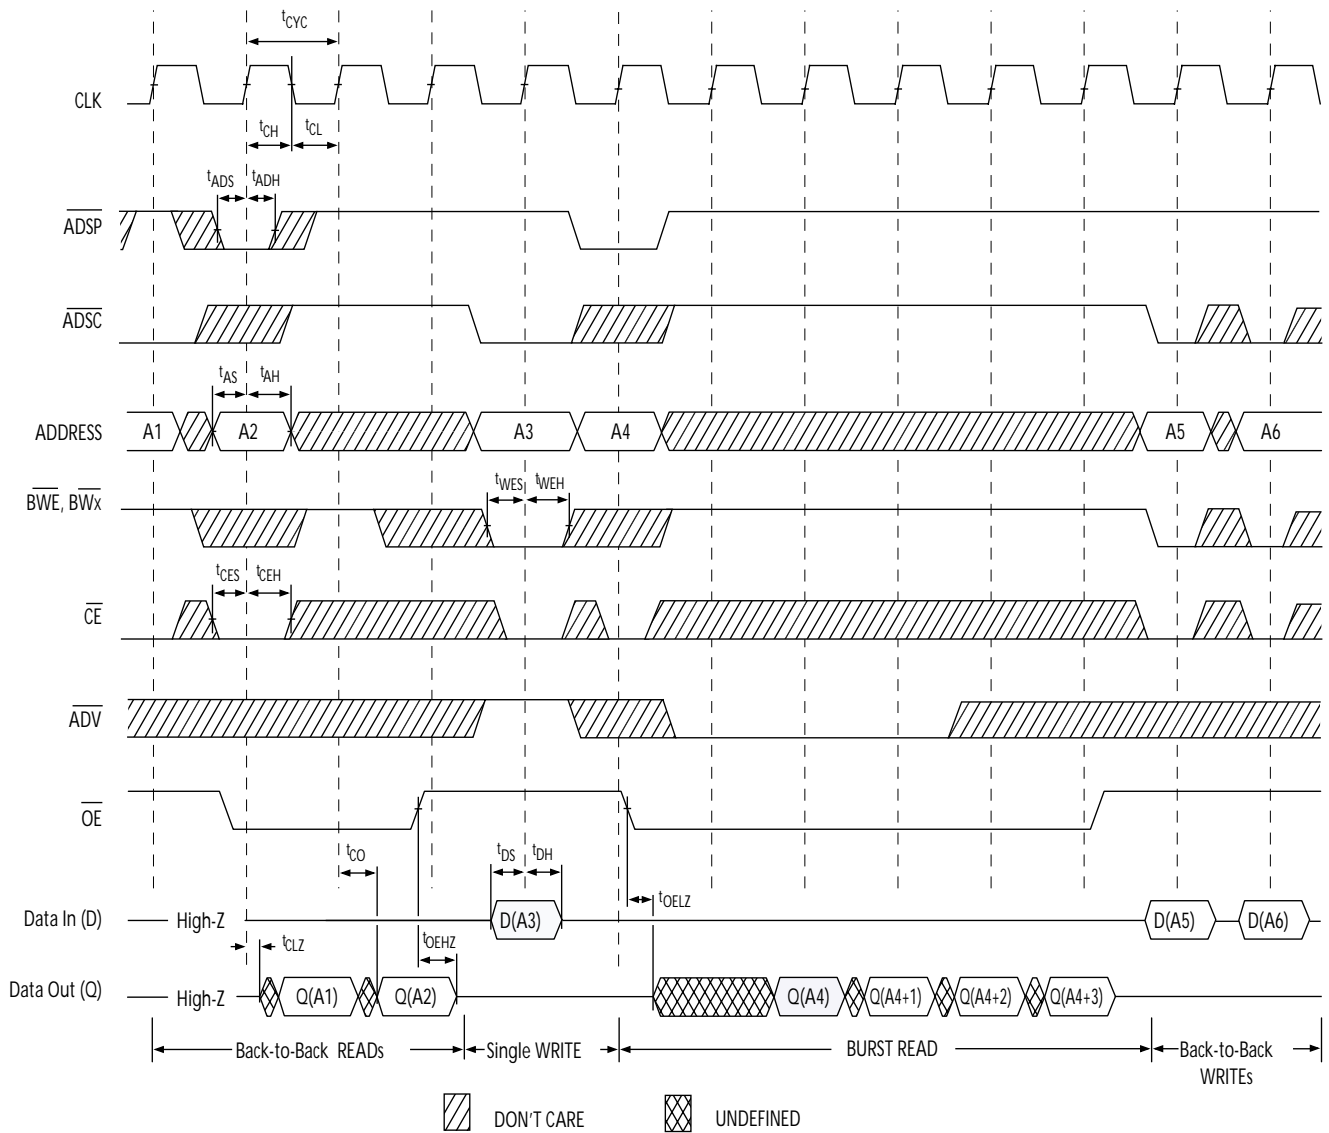 tCYC
CLK
tCH tCL
tADS tADH
ADSP
ADSC
tAS tAH
ADDRESS A1 A2 A3 A4 A5 A6
tWES tWEH
BWE, BWx
tCES tCEH
CE
ADV
OE
tCO tDS tDH
tOELZ
Data In (D) High-Z D(A3) D(A5) D(A6)
tCLZ tOEHZ
Data Out (Q) High-Z Q(A1) Q(A2) Q(A4) Q(A4+1) Q(A4+2) Q(A4+3)
Back-to-Back READs Single WRITE BURST READ Back-to-Back
WRITEs
DON'T CARE UNDEFINED